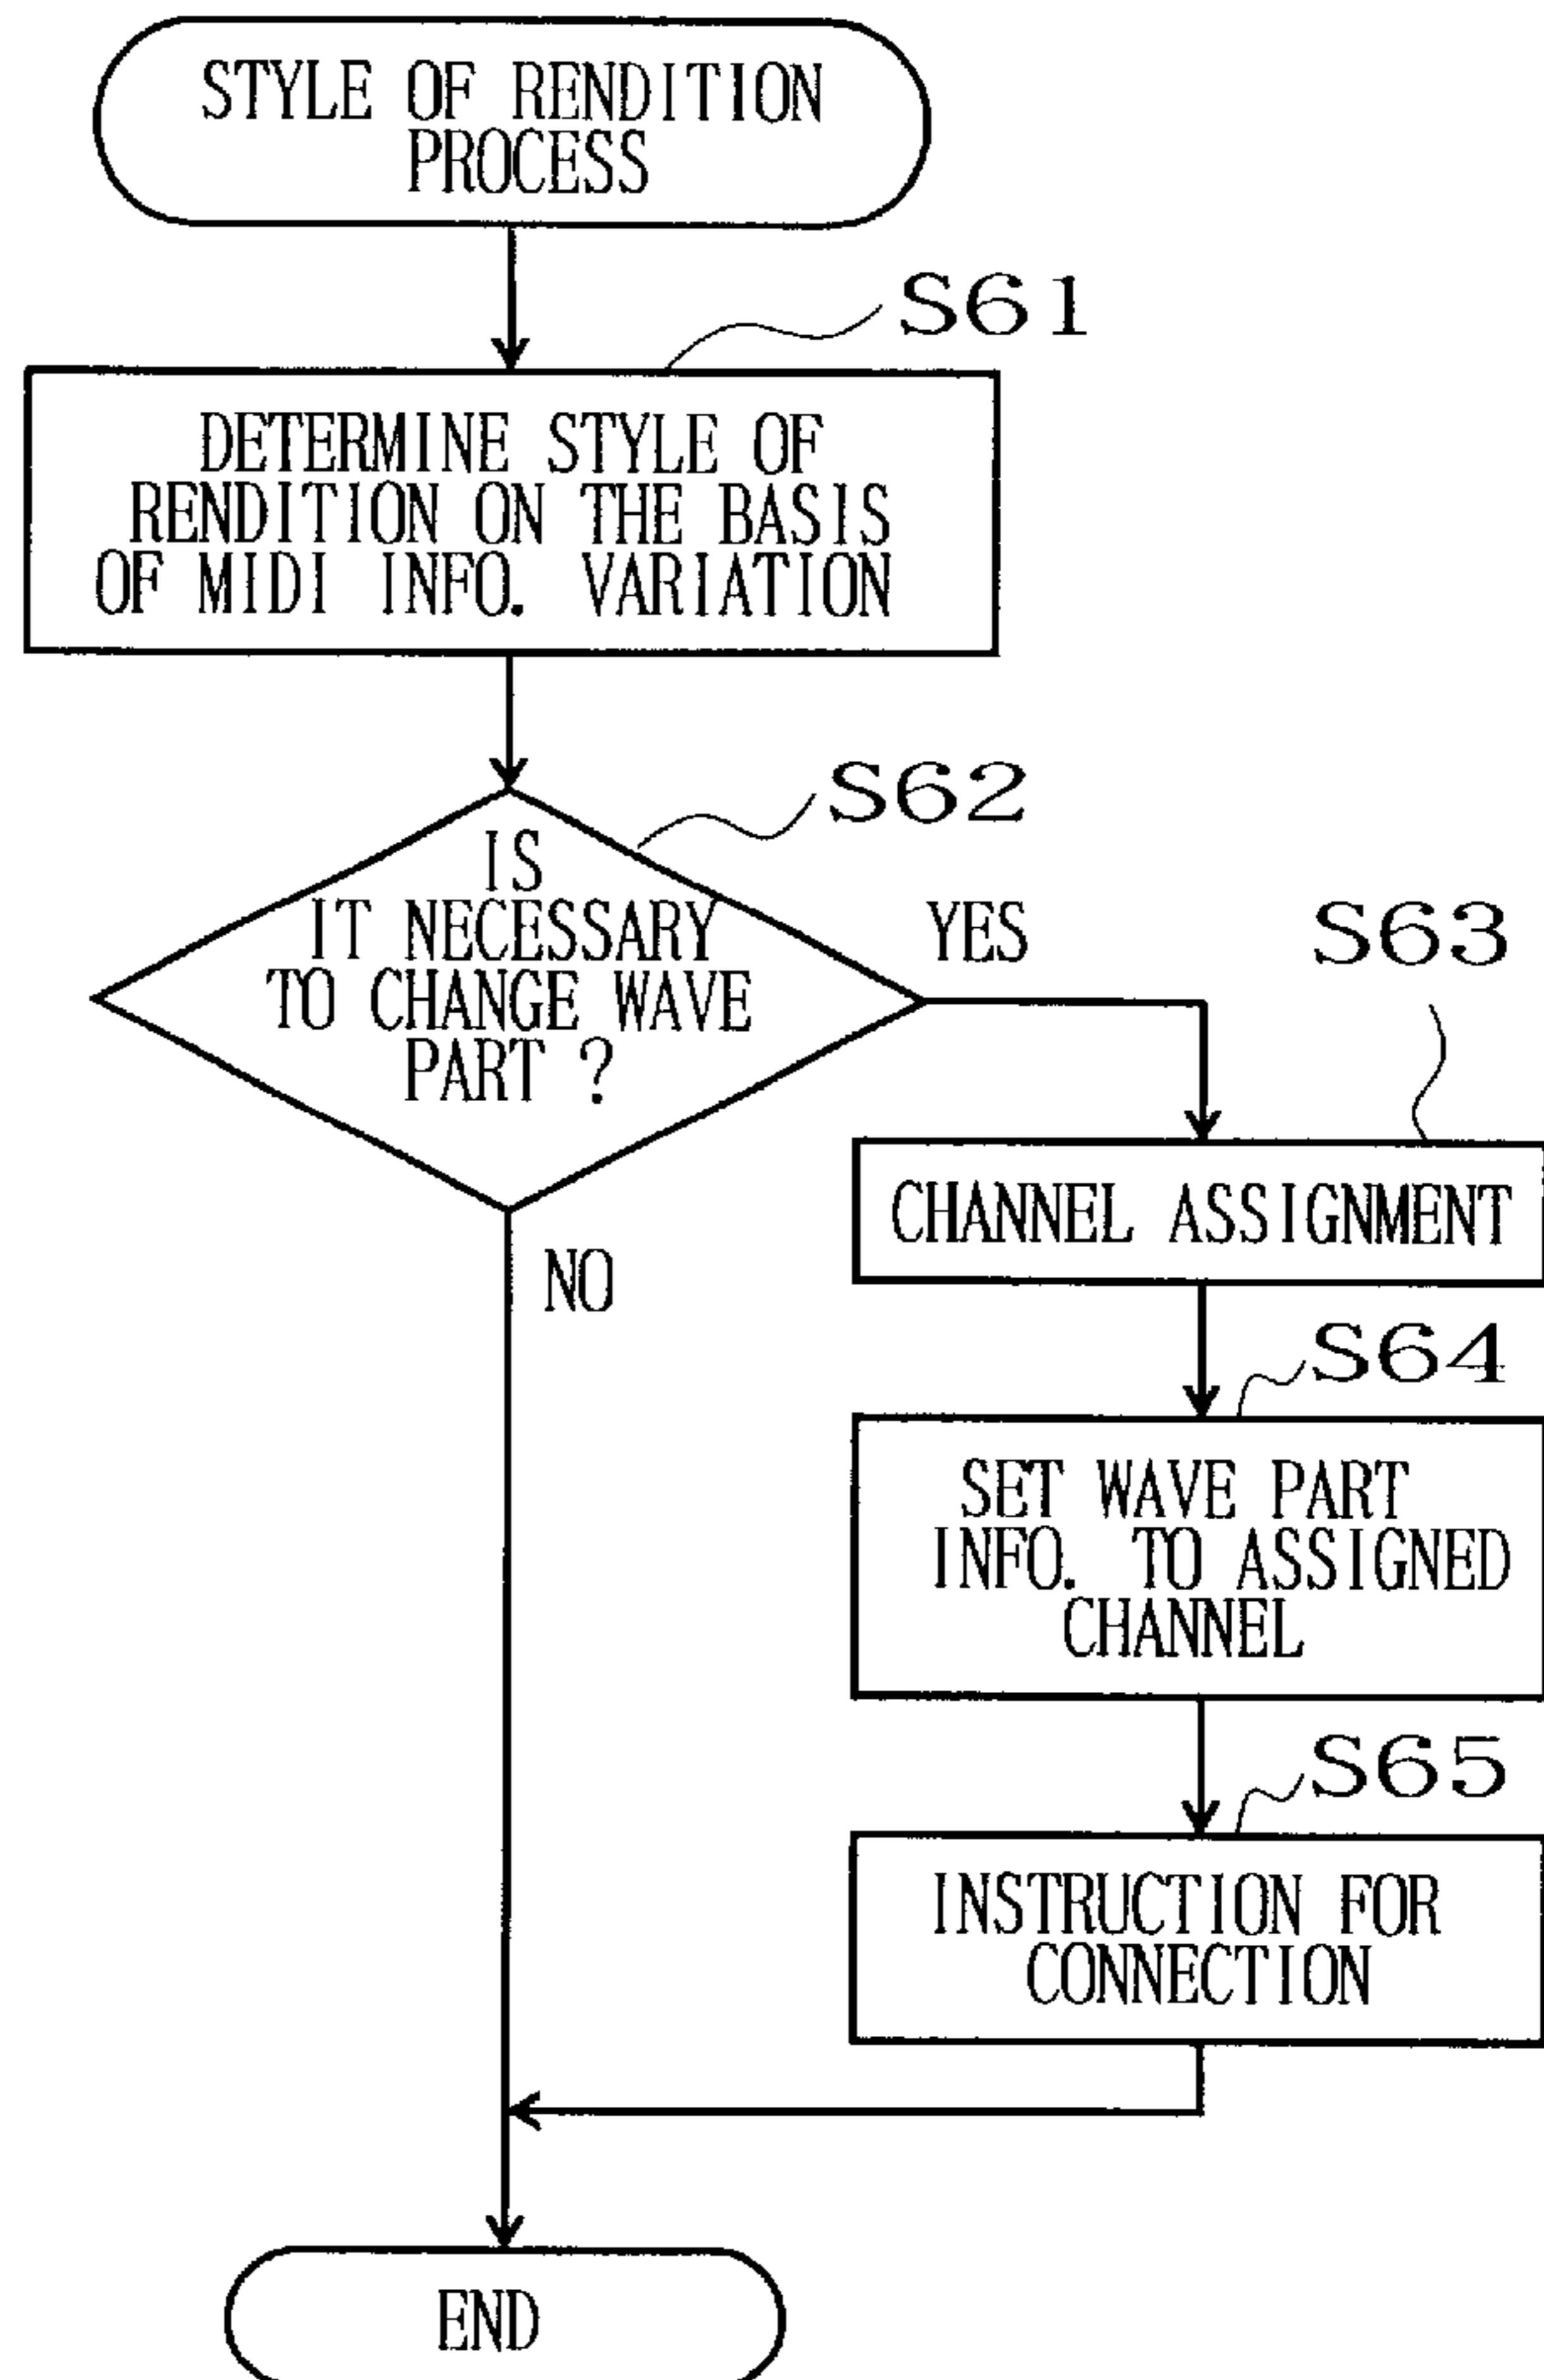 STYLE OF RENDITION
PROCESS
S61
DETERMINE STYLE OF
RENDITION ON THE BASIS
OF MIDI INFO. VARIATION
S62
IS
IT NECESSARY
TO CHANGE WAVE
PART ?
YES
NO
S63
CHANNEL ASSIGNMENT
S64
SET WAVE PART
INFO. TO ASSIGNED
CHANNEL
S65
INSTRUCTION FOR
CONNECTION
END